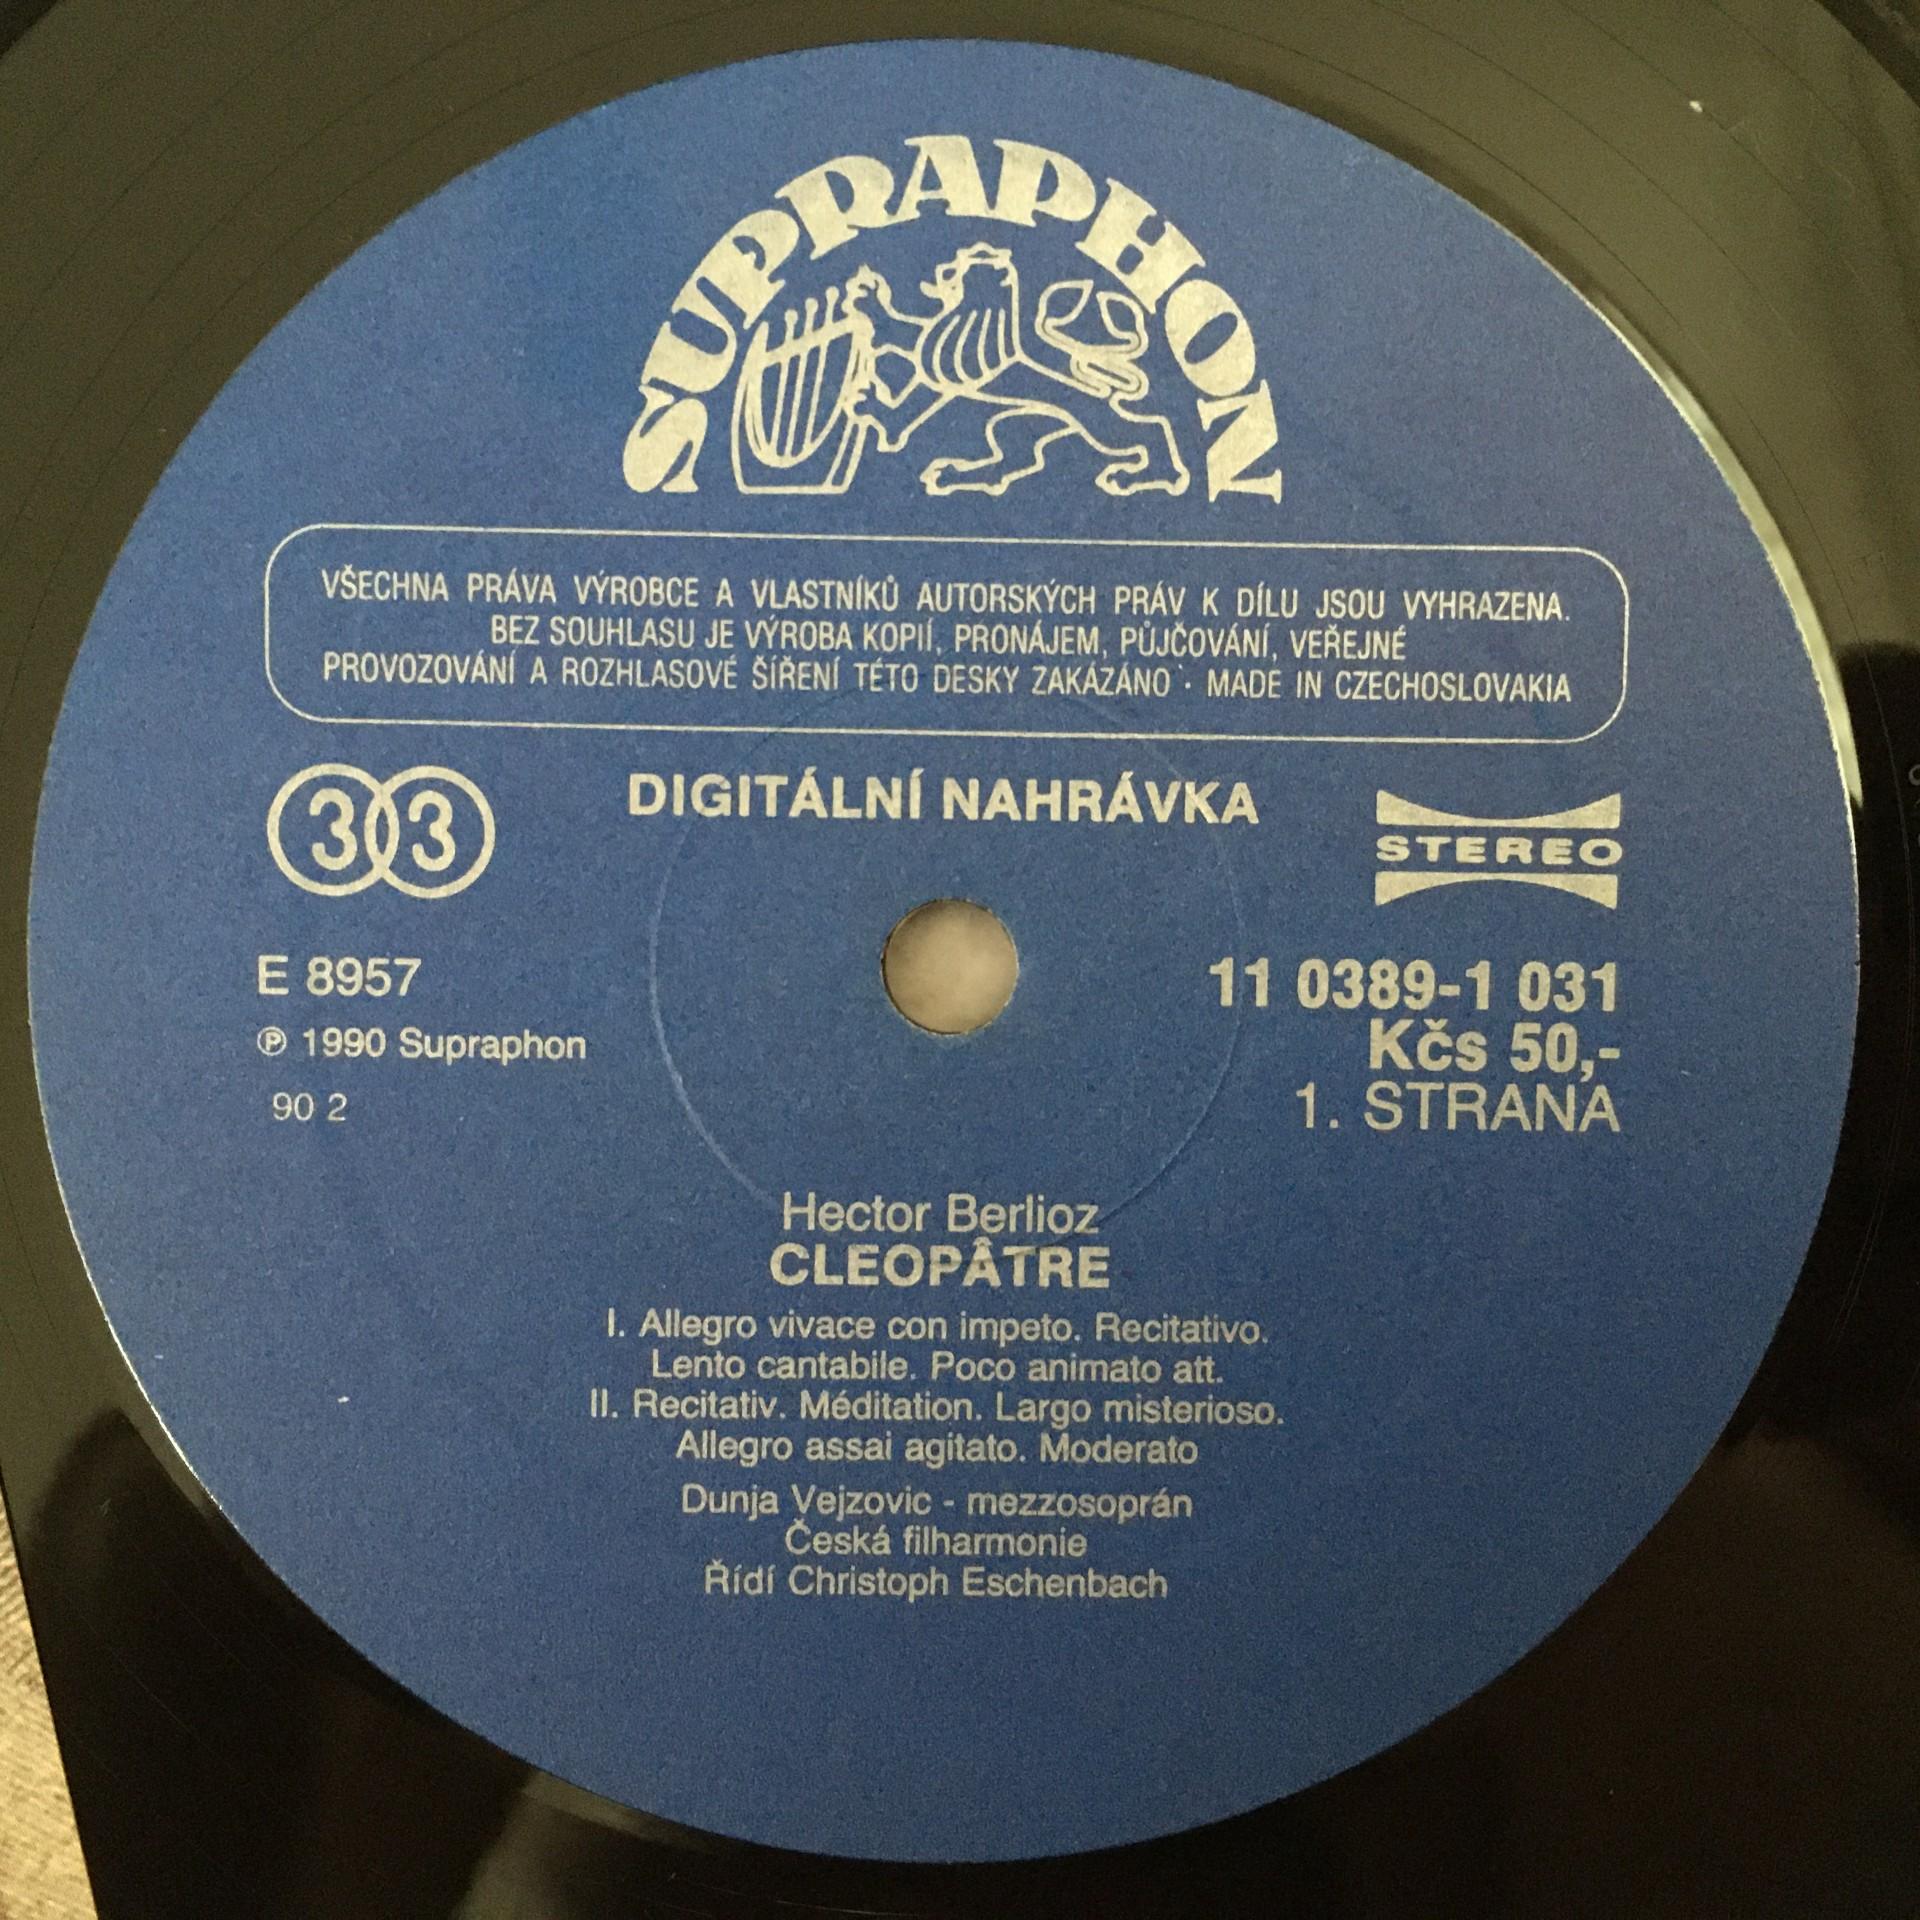 SUPRAPHON
VŠECHNA PRÁVA VÝROBCE A VLASTNÍKŮ AUTORSKÝCH PRÁV K DÍLU JSOU VYHRAZENA.
BEZ SOUHLASU JE VÝROBA KOPIÍ, PRONÁJEM, PŮJČOVÁNÍ, VEŘEJNÉ
PROVOZOVÁNÍ A ROZHLASOVÉ ŠÍŘENÍ TÉTO DESKY ZAKÁZÁNO · MADE IN CZECHOSLOVAKIA
33
DIGITÁLNÍ NAHRÁVKA
STEREO
E 8957
℗ 1990 Supraphon
90 2
11 0389-1 031
Kčs 50,-
1. STRANA
Hector Berlioz
CLEOPÂTRE
I. Allegro vivace con impeto. Recitativo.
Lento cantabile. Poco animato att.
II. Recitativ. Méditation. Largo misterioso.
Allegro assai agitato. Moderato
Dunja Vejzovic - mezzosoprán
Česká filharmonie
Řídí Christoph Eschenbach